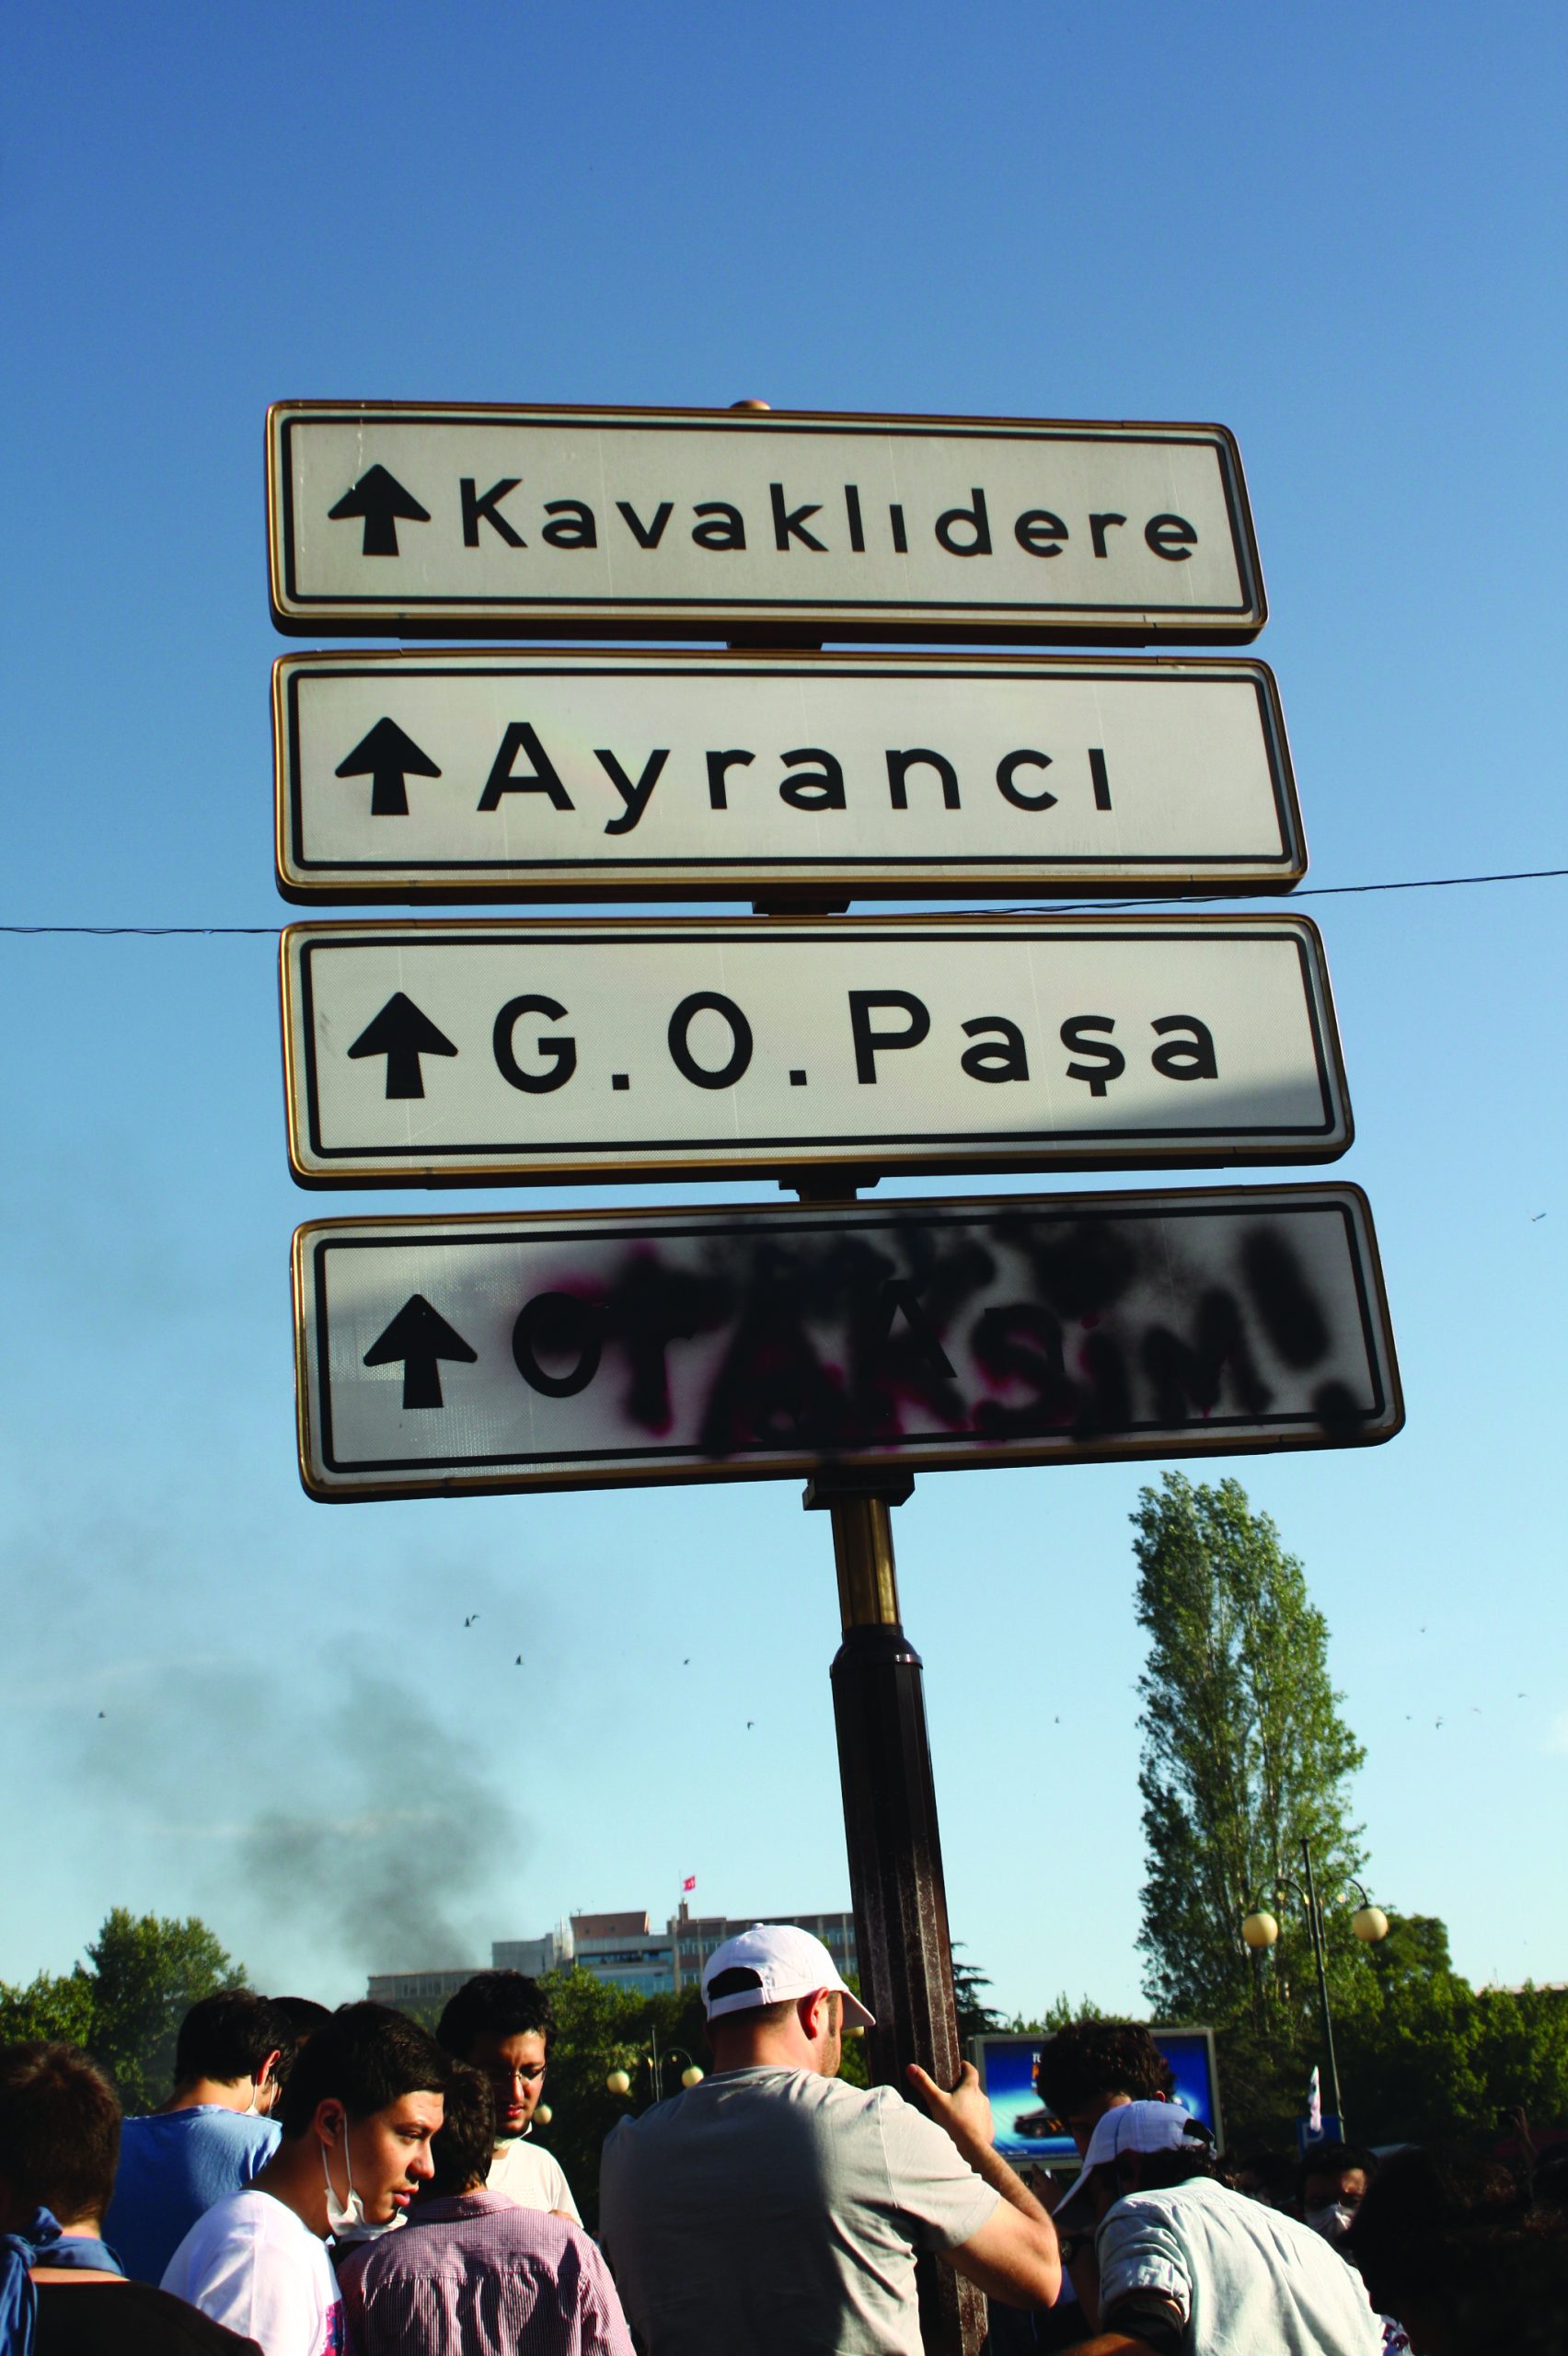 Kavaklıdere
Ayrancı
G.O.Paşa
TAKSİM!